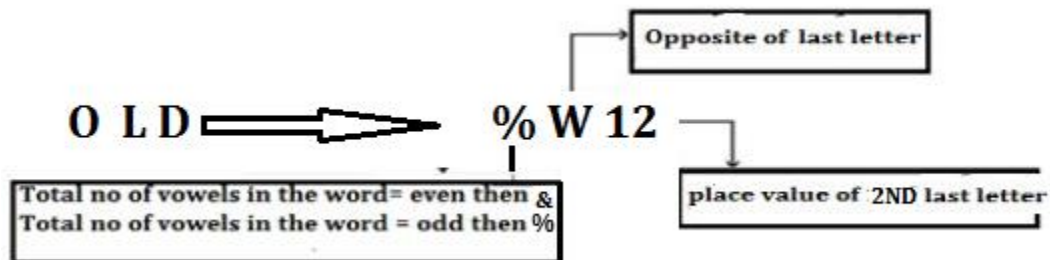 Opposite of last letter
O L D % W 12
Total no of vowels in the word= even then &
Total no of vowels in the word = odd then %
place value of 2ND last letter